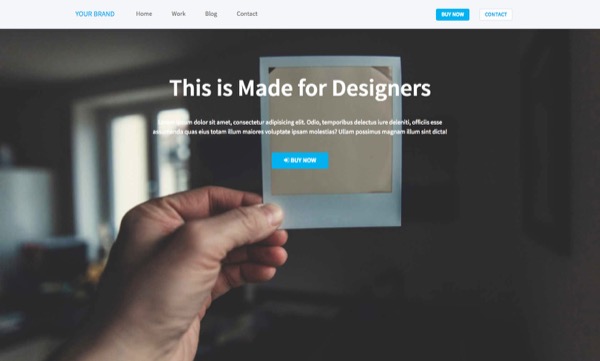 YOUR BRAND Home Work Blog Contact BUY NOW CONTACT
This is Made for Designers
Lorem ipsum dolor sit amet, consectetur adipisicing elit. Odio, temporibus delectus iure deleniti, officiis esse
assumenda quas eius totam illum maiores voluptate ipsam molestias? Ullam possimus magnam illum sint dicta!
BUY NOW